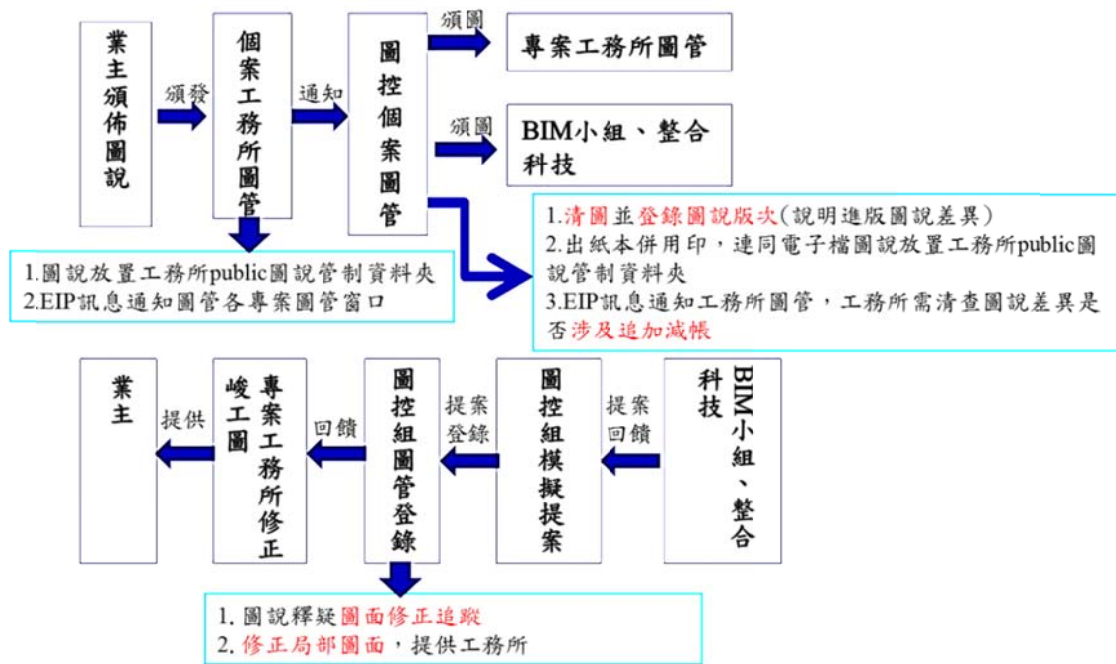 業主頒佈圖說
頒發
個案工務所圖管
通知
圖控個案圖管
頒圖
專案工務所圖管
頒圖
BIM小組、整合
科技
1.圖說放置工務所public圖說管制資料夾
2.EIP訊息通知圖管各專案圖管窗口
1.清圖並登錄圖說版次(說明進版圖說差異)
2.出紙本併用印，連同電子檔圖說放置工務所public圖
說管制資料夾
3.EIP訊息通知工務所圖管，工務所需清查圖說差異是
否涉及追加減帳
業主
提供
專案工務所修正
峻工圖
回饋
圖控組圖管登錄
提案
登錄
圖控組模擬提案
提案
回饋
BIM小組、整合
科技
1. 圖說釋疑圖面修正追蹤
2. 修正局部圖面，提供工務所